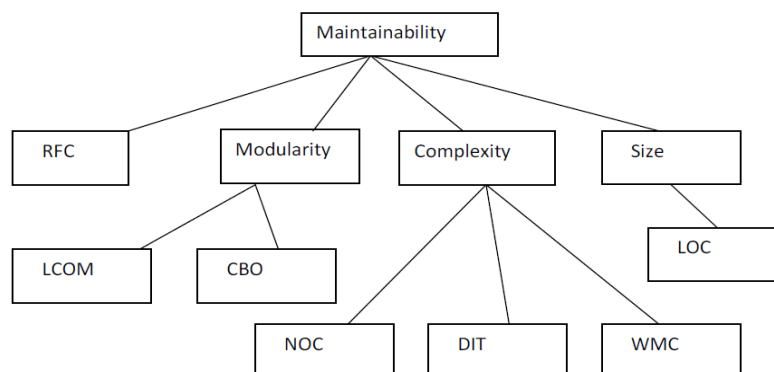 Maintainability
RFC
Modularity
Complexity
Size
LCOM
CBO
LOC
NOC
DIT
WMC